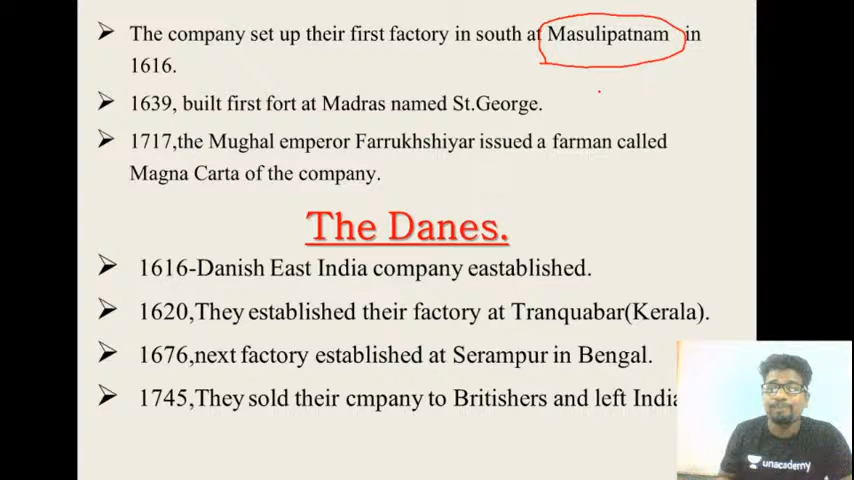 The company set up their first factory in south at Masulipatnam in
1616.
1639, built first fort at Madras named St.George.
1717,the Mughal emperor Farrukhshiyar issued a farman called
Magna Carta of the company.
The Danes.
1616-Danish East India company eastablished.
1620,They established their factory at Tranquabar(Kerala).
1676,next factory established at Serampur in Bengal.
1745,They sold their cmpany to Britishers and left India
unacademy